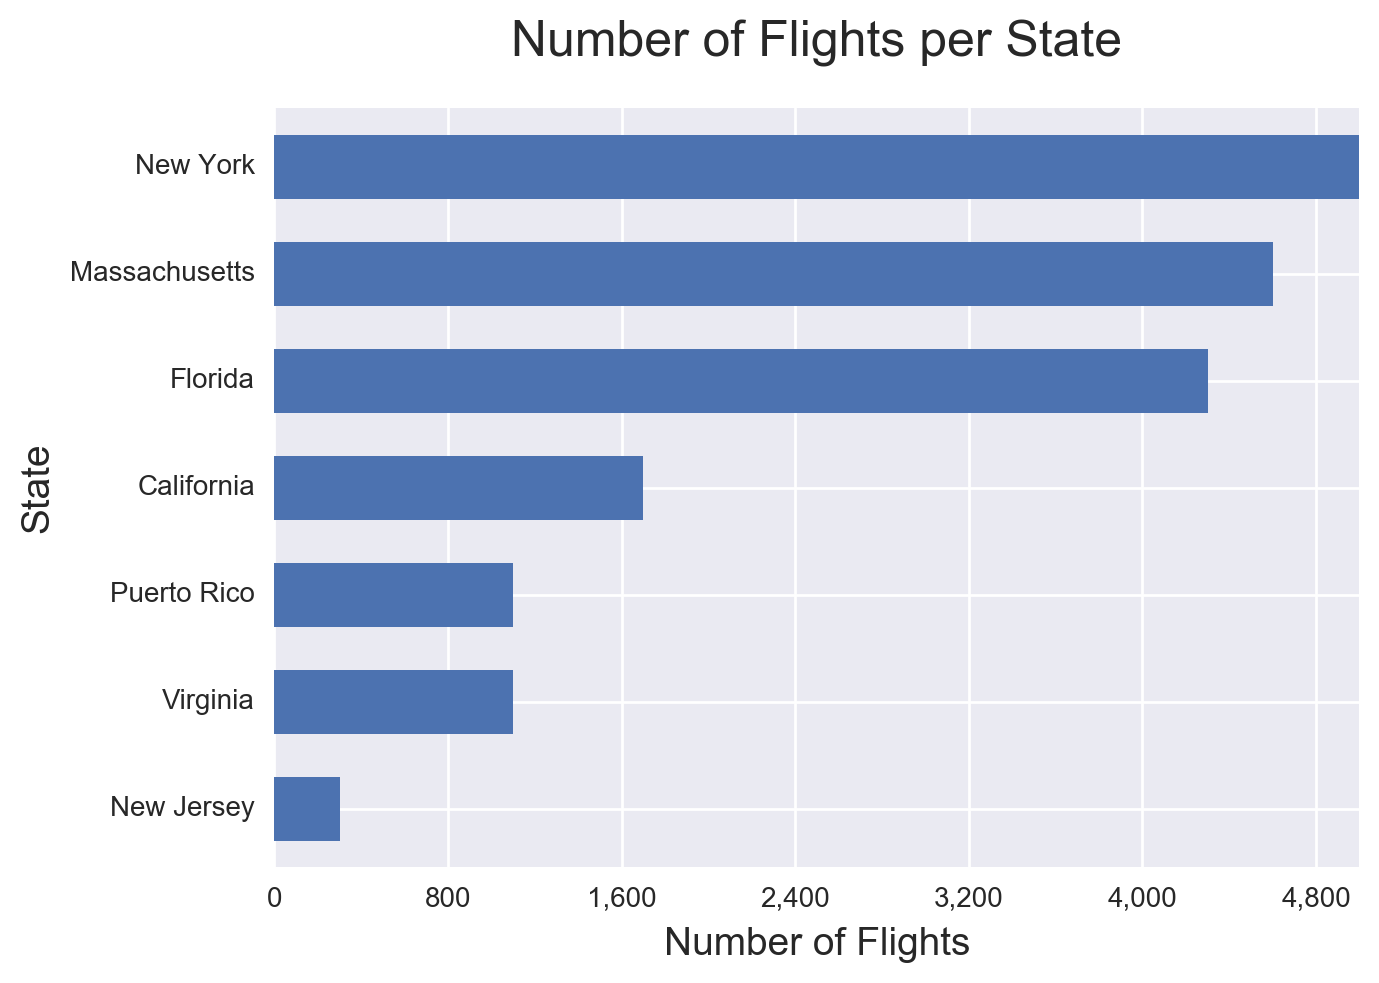 Number of Flights per State
New York
Massachusetts
Florida
California
Puerto Rico
Virginia
New Jersey
State
0 800 1,600 2,400 3,200 4,000 4,800
Number of Flights